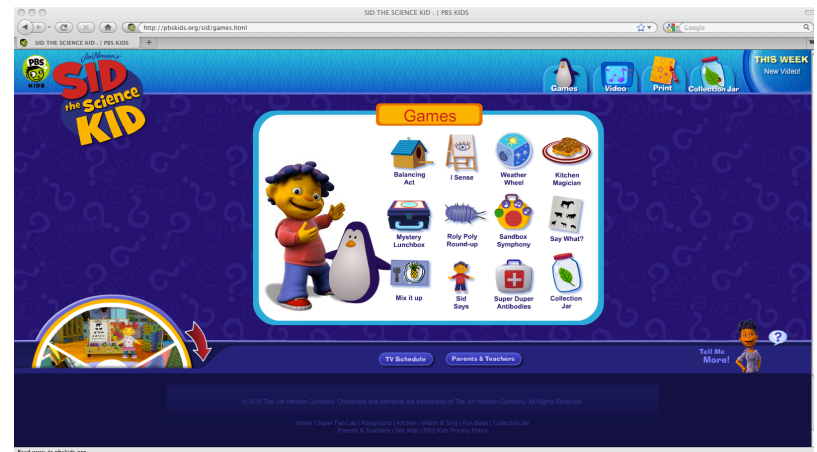 SID THE SCIENCE KID . | PBS KIDS
http://pbskids.org/sid/games.html
Google
SID THE SCIENCE KID . | PBS KIDS
PBS
KIDS
Jim Henson's
SID
the Science
KID
Games
Video
Print
Collection Jar
THIS WEEK
New Video!
Games
Balancing
Act
I Sense
Weather
Wheel
Kitchen
Magician
Mystery
Lunchbox
Roly Poly
Round-up
Sandbox
Symphony
Say What?
Mix it up
Sid
Says
Super Duper
Antibodies
Collection
Jar
TV Schedule
Parents & Teachers
Tell Me
More!
?
© 2010 The Jim Henson Company. Characters and elements are trademarks of The Jim Henson Company. All Rights Reserved.
Home | Super Fab Lab | Playground | Kitchen | Watch & Sing | Fun Book | Collection Jar
Parents & Teachers | Site Map | PBS Kids Privacy Policy